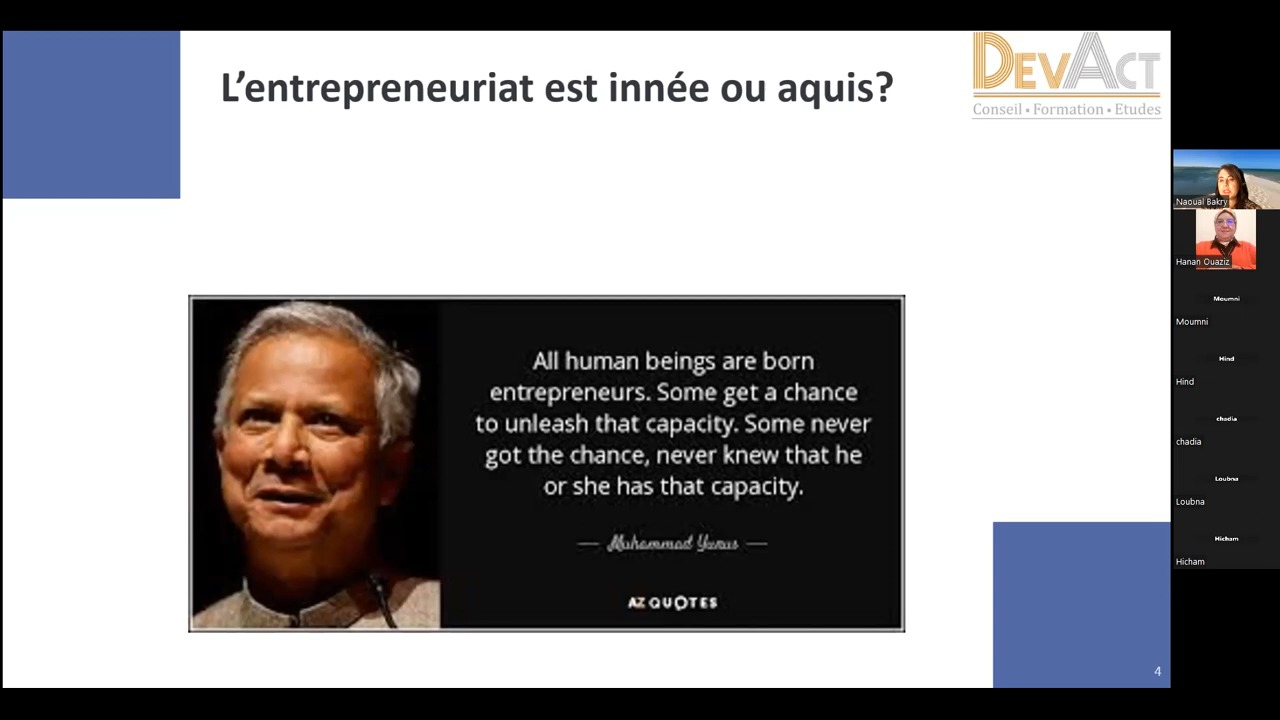 L'entrepreneuriat est innée ou aquis?
DEVACT
Conseil • Formation • Etudes
All human beings are born
entrepreneurs. Some get a chance
to unleash that capacity. Some never
got the chance, never knew that he
or she has that capacity.
— Muhammad Yunus —
AZ QUOTES
4
Naoual Bakry
Hanan Ouaziz
Moumni
Moumni
Hind
Hind
chadia
chadia
Loubna
Loubna
Hicham
Hicham